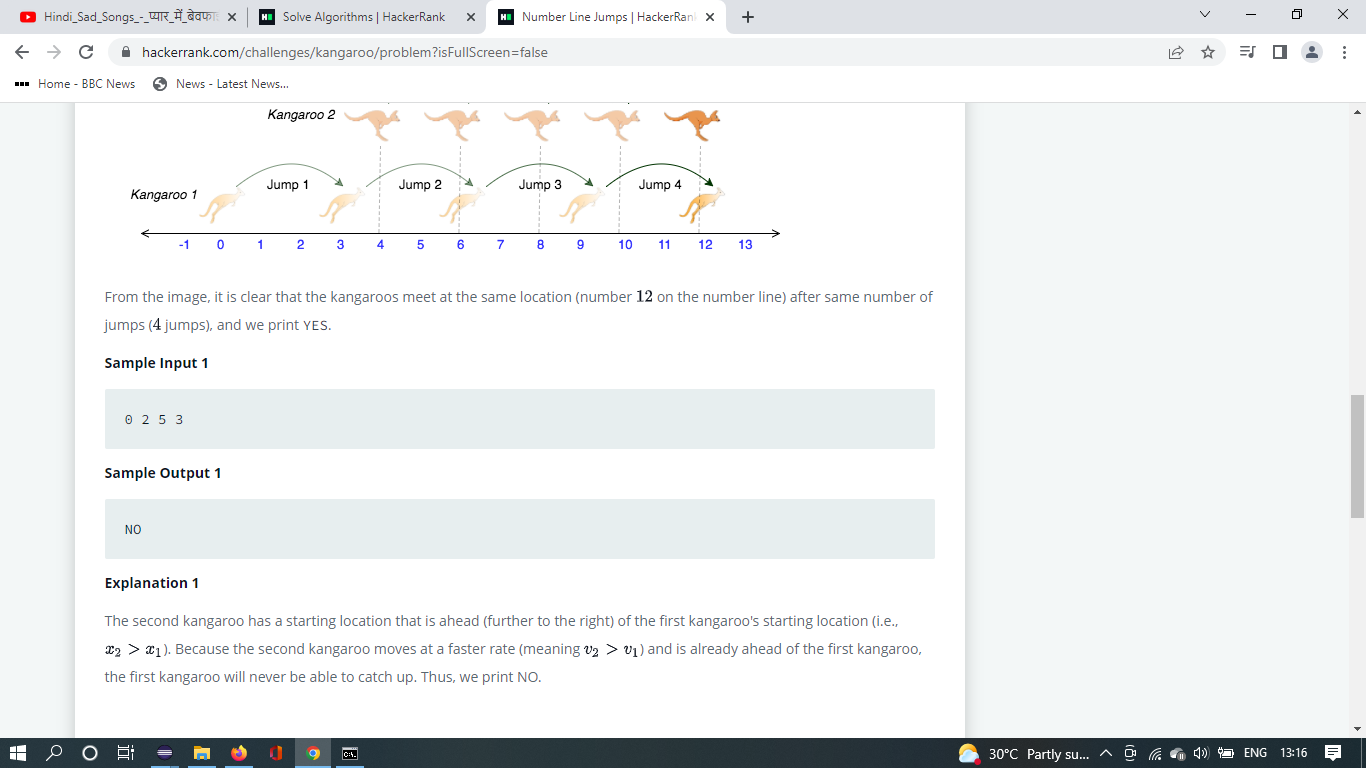 Hindi_Sad_Songs_-_प्यार_में_बेवफा
Solve Algorithms | HackerRank
Number Line Jumps | HackerRan
hackerrank.com/challenges/kangaroo/problem?isFullScreen=false
Home - BBC News
News - Latest News...
Kangaroo 2
Jump 1 Jump 2 Jump 3 Jump 4
Kangaroo 1
-1 0 1 2 3 4 5 6 7 8 9 10 11 12 13
From the image, it is clear that the kangaroos meet at the same location (number 12 on the number line) after same number of
jumps (4 jumps), and we print YES.
Sample Input 1
0 2 5 3
Sample Output 1
NO
Explanation 1
The second kangaroo has a starting location that is ahead (further to the right) of the first kangaroo's starting location (i.e.,
x₂ > x₁). Because the second kangaroo moves at a faster rate (meaning v₂ > v₁) and is already ahead of the first kangaroo,
the first kangaroo will never be able to catch up. Thus, we print NO.
30°C Partly su... ENG 13:16